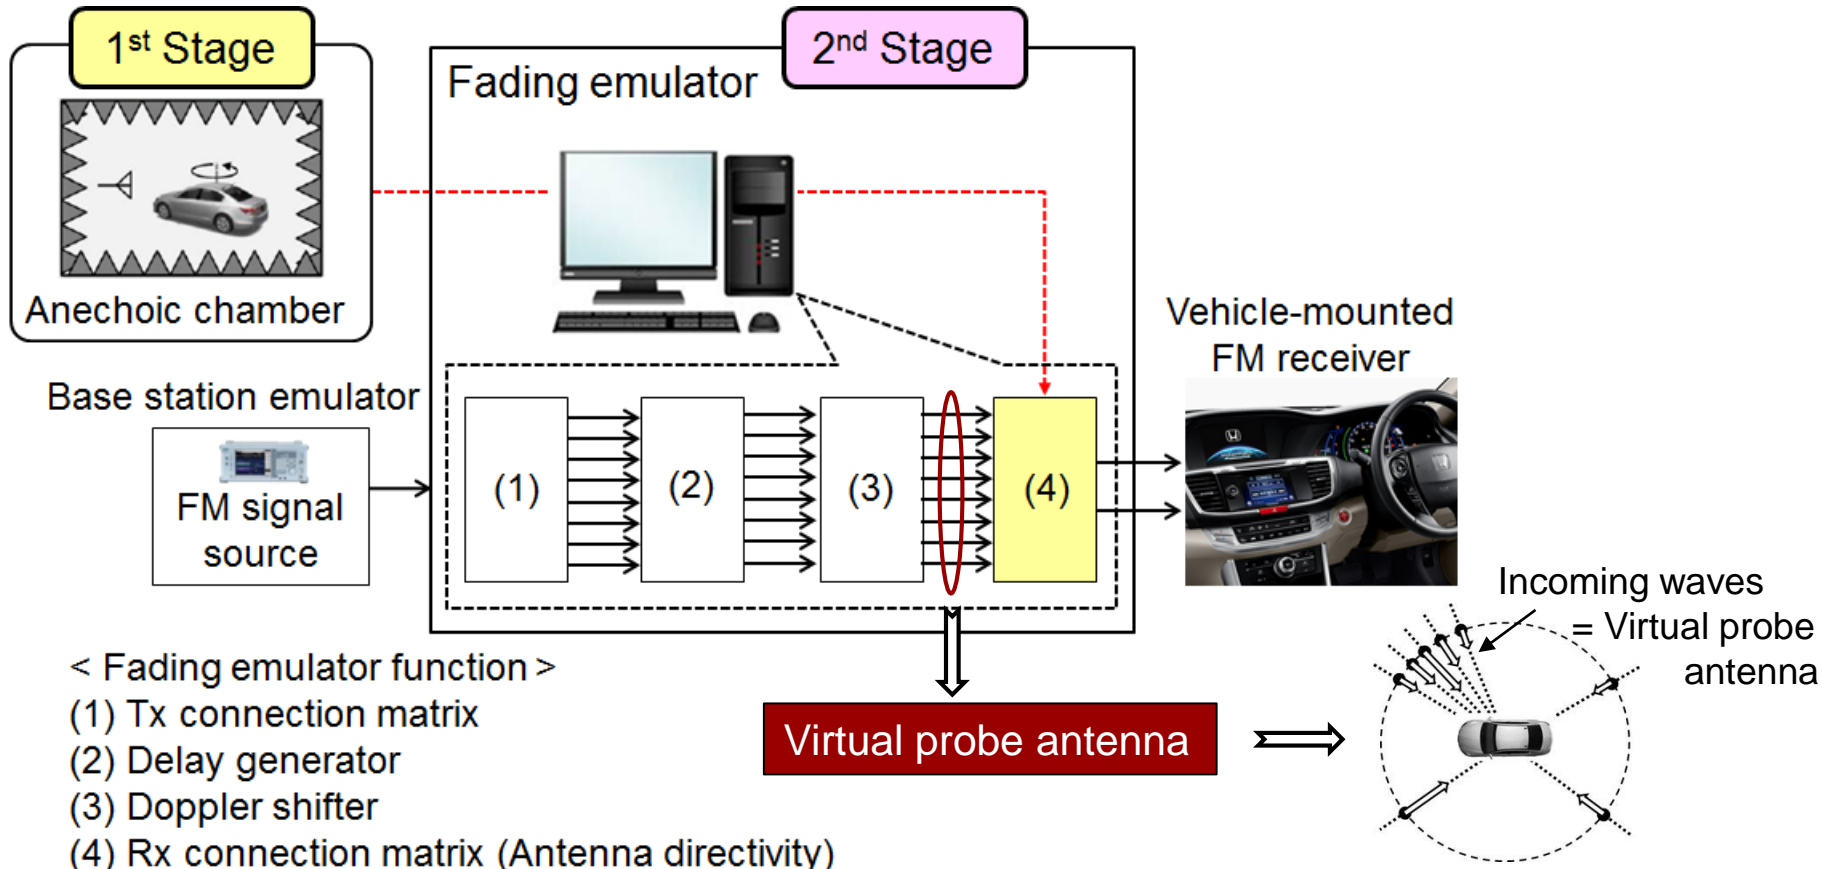 1st Stage
2nd Stage
Fading emulator
Anechoic chamber
Base station emulator
FM signal
source
(1)
(2)
(3)
(4)
Vehicle-mounted
FM receiver
Incoming waves
= Virtual probe
antenna
Virtual probe antenna
< Fading emulator function >
(1) Tx connection matrix
(2) Delay generator
(3) Doppler shifter
(4) Rx connection matrix (Antenna directivity)